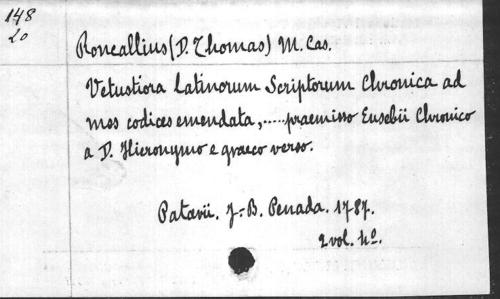 148
20
Roncallius (D. Thomas) M. Cas.
Vetustiora Latinorum Scriptorum Chronica ad
mss codices emendata,.....praemisso Eusebii Chronico
a D. Hieronymo e graeco verso.
Patavii. J.-B. Penada. 1787.
2 vol. 4º.